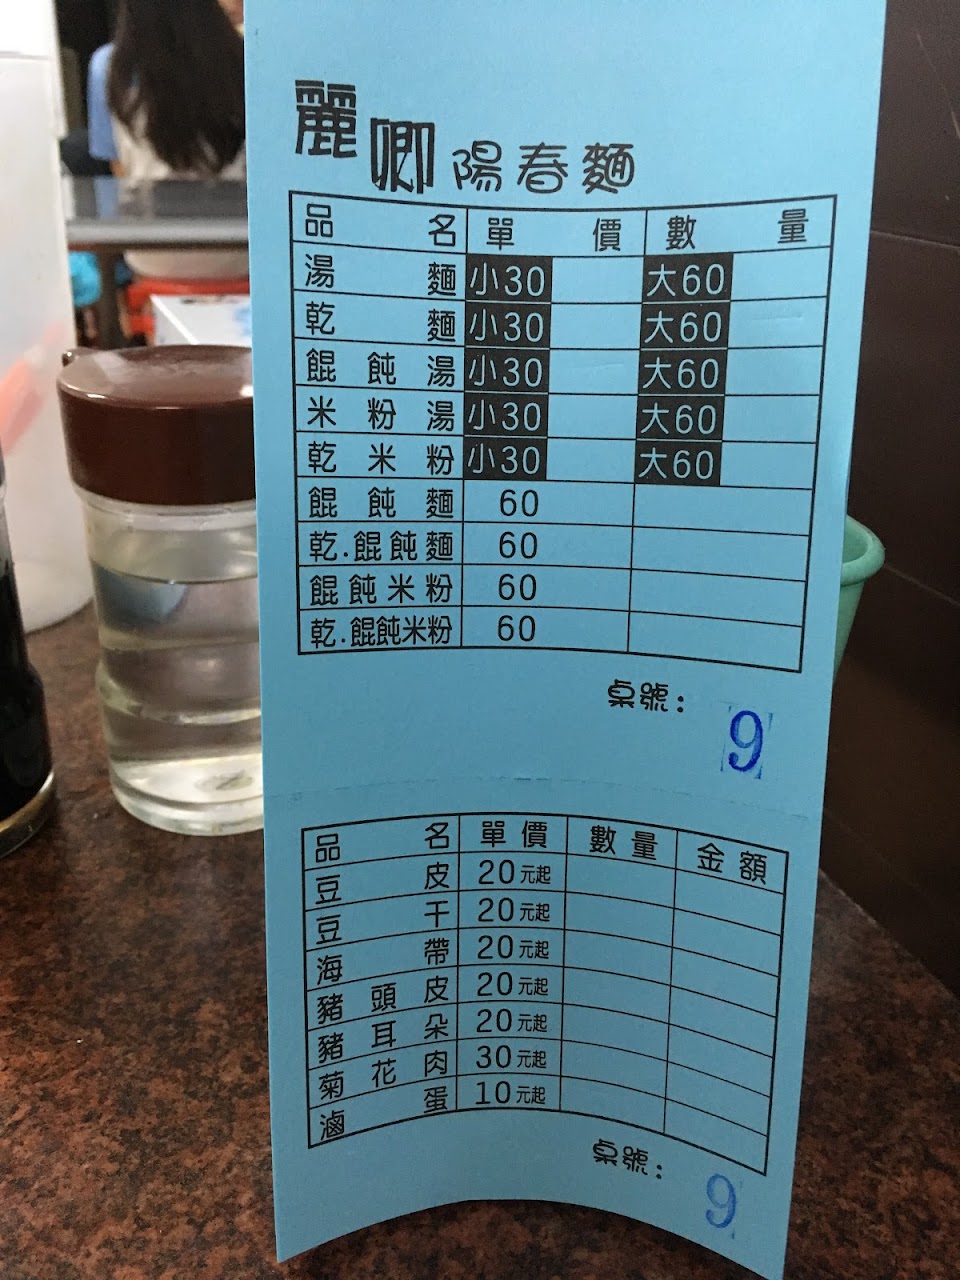 麗卿陽春麵
品名 單價 數量
湯麵 小30 大60
乾麵 小30 大60
餛飩湯 小30 大60
米粉湯 小30 大60
乾米粉 小30 大60
餛飩麵 60
乾.餛飩麵 60
餛飩米粉 60
乾.餛飩米粉 60
桌號: 9
品名 單價 數量 金額
豆皮 20元起
豆干 20元起
海帶 20元起
豬頭皮 20元起
豬耳朵 20元起
菊花肉 30元起
滷蛋 10元起
桌號: 9